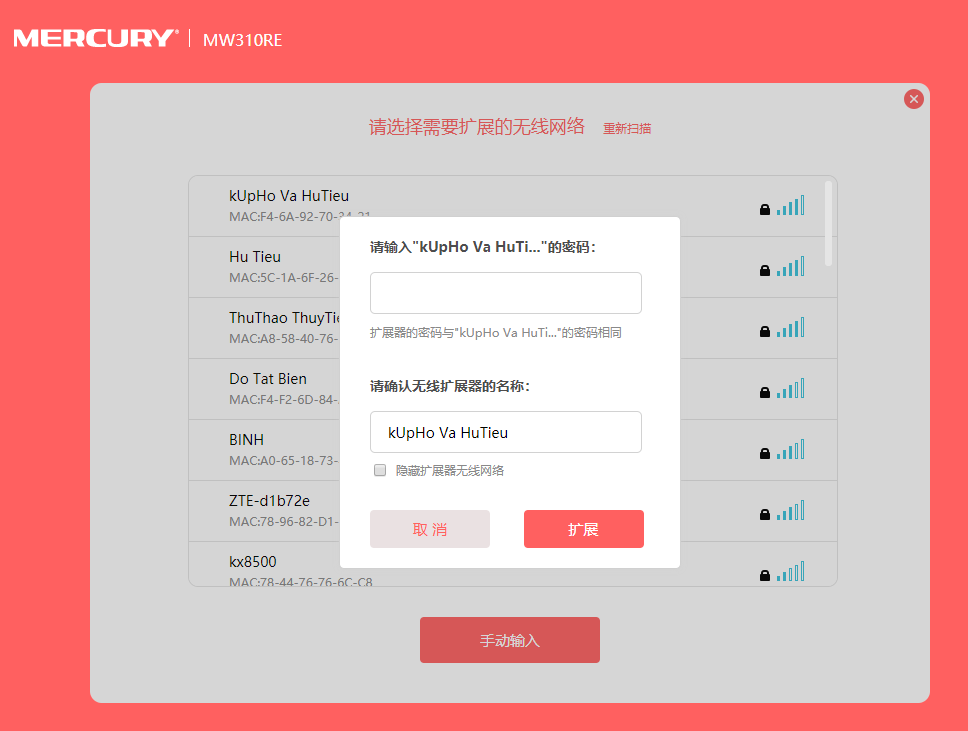 MERCURY® MW310RE
请选择需要扩展的无线网络 重新扫描
kUpHo Va HuTieu
MAC:F4-6A-92-70-34-21
Hu Tieu
MAC:5C-1A-6F-26-
ThuThao ThuyTie
MAC:A8-58-40-76-
Do Tat Bien
MAC:F4-F2-6D-84-
BINH
MAC:A0-65-18-73-
ZTE-d1b72e
MAC:78-96-82-D1-
kx8500
MAC:78-44-76-76-6C-C8
请输入"kUpHo Va HuTi..."的密码：
扩展器的密码与"kUpHo Va HuTi..."的密码相同
请确认无线扩展器的名称：
kUpHo Va HuTieu
隐藏扩展器无线网络
取消 扩展
手动输入